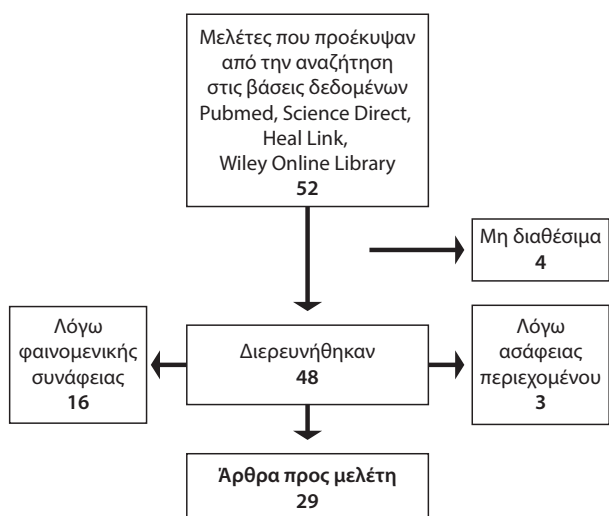 Μελέτες που προέκυψαν
από την αναζήτηση
στις βάσεις δεδομένων
Pubmed, Science Direct,
Heal Link,
Wiley Online Library
52
Μη διαθέσιμα
4
Λόγω
φαινομενικής
συνάφειας
16
Διερευνήθηκαν
48
Λόγω
ασάφειας
περιεχομένου
3
Άρθρα προς μελέτη
29